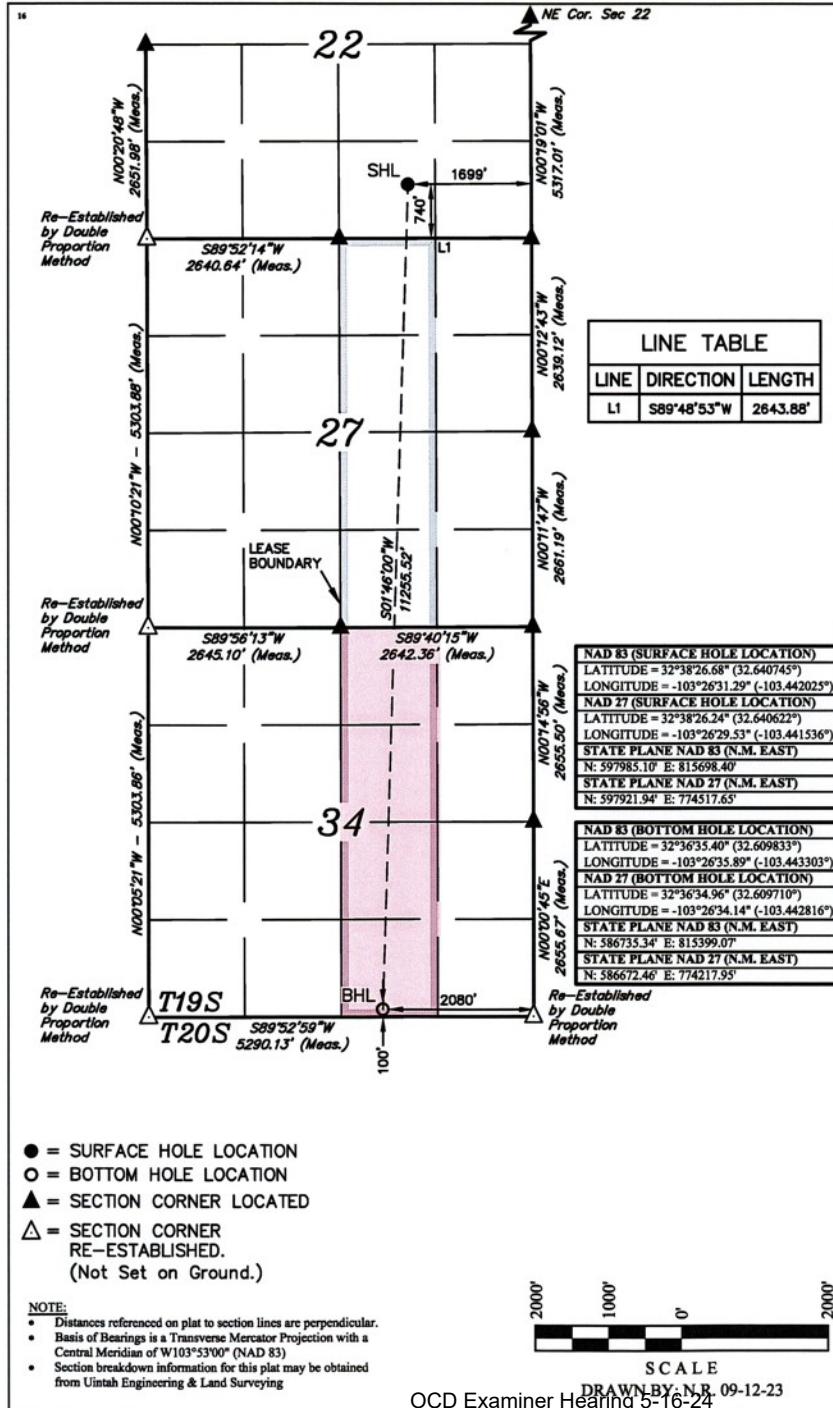 16
NE Cor. Sec 22
22
N00°20'48"W
2651.98' (Meas.)
N00°19'01"W
5317.01' (Meas.)
SHL
1699'
740'
Re-Established
by Double
Proportion
Method
S89°52'14"W
2640.64' (Meas.)
L1
N00°12'43"W
2639.12' (Meas.)
LINE TABLE
LINE DIRECTION LENGTH
L1 S89°48'53"W 2643.88'
N00°10'21"W – 5303.88' (Meas.)
27
N00°11'47"W
2661.19' (Meas.)
LEASE
BOUNDARY
S01°46'00"W
11255.52'
Re-Established
by Double
Proportion
Method
S89°56'13"W
2645.10' (Meas.)
S89°40'15"W
2642.36' (Meas.)
N00°14'56"W
2655.50' (Meas.)
NAD 83 (SURFACE HOLE LOCATION)
LATITUDE = 32°38'26.68" (32.640745°)
LONGITUDE = -103°26'31.29" (-103.442025°)
NAD 27 (SURFACE HOLE LOCATION)
LATITUDE = 32°38'26.24" (32.640622°)
LONGITUDE = -103°26'29.53" (-103.441536°)
STATE PLANE NAD 83 (N.M. EAST)
N: 597985.10' E: 815698.40'
STATE PLANE NAD 27 (N.M. EAST)
N: 597921.94' E: 774517.65'
N00°05'21"W – 5303.86' (Meas.)
34
N00°00'45"E
2655.67' (Meas.)
NAD 83 (BOTTOM HOLE LOCATION)
LATITUDE = 32°36'35.40" (32.609833°)
LONGITUDE = -103°26'35.89" (-103.443303°)
NAD 27 (BOTTOM HOLE LOCATION)
LATITUDE = 32°36'34.96" (32.609710°)
LONGITUDE = -103°26'34.14" (-103.442816°)
STATE PLANE NAD 83 (N.M. EAST)
N: 586735.34' E: 815399.07'
STATE PLANE NAD 27 (N.M. EAST)
N: 586672.46' E: 774217.95'
Re-Established
by Double
Proportion
Method
T19S
T20S
S89°52'59"W
5290.13' (Meas.)
BHL
2080'
100'
Re-Established
by Double
Proportion
Method
= SURFACE HOLE LOCATION
= BOTTOM HOLE LOCATION
= SECTION CORNER LOCATED
= SECTION CORNER
RE-ESTABLISHED.
(Not Set on Ground.)
NOTE:
• Distances referenced on plat to section lines are perpendicular.
• Basis of Bearings is a Transverse Mercator Projection with a
Central Meridian of W103°53'00" (NAD 83)
• Section breakdown information for this plat may be obtained
from Uintah Engineering & Land Surveying
2000' 1000' 0' 2000'
SCALE
DRAWN BY: N.R. 09-12-23
OCD Examiner Hearing 5-16-24